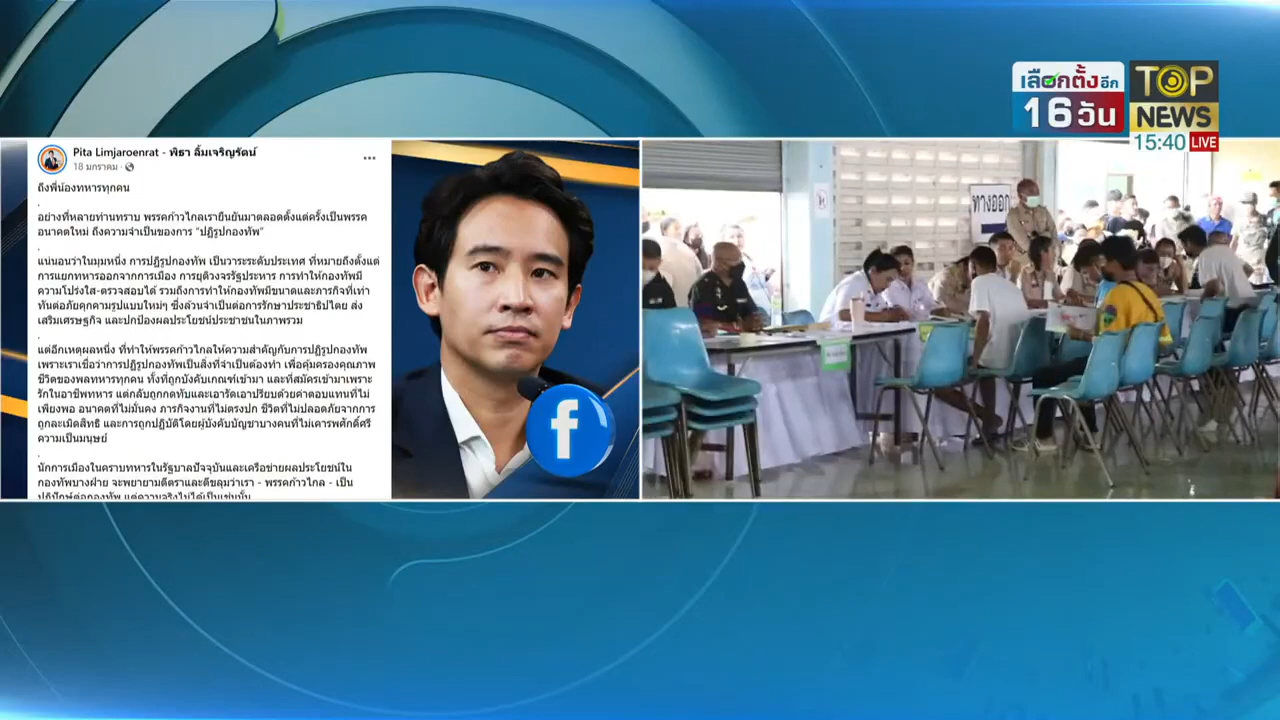 เลือกตั้งอีก
16 วัน
TOP
NEWS
15:40 LIVE
Pita Limjaroenrat - พิธา ลิ้มเจริญรัตน์
18 มกราคม
ถึงพี่น้องทหารทุกคน
.
อย่างที่หลายท่านทราบ พรรคก้าวไกลเรายืนยันมาตลอดตั้งแต่ครั้งเป็นพรรค
อนาคตใหม่ ถึงความจำเป็นของการ "ปฏิรูปกองทัพ"
.
แน่นอนว่าในมุมหนึ่ง การปฏิรูปกองทัพ เป็นวาระระดับประเทศ ที่หมายถึงตั้งแต่
การแยกทหารออกจากการเมือง การยุติวงจรรัฐประหาร การทำให้กองทัพมี
ความโปร่งใส-ตรวจสอบได้ รวมถึงการทำให้กองทัพมีขนาดและภารกิจที่เท่า
ทันต่อภัยคุกคามรูปแบบใหม่ๆ ซึ่งล้วนจำเป็นต่อการรักษาประชาธิปไตย ส่ง
เสริมเศรษฐกิจ และปกป้องผลประโยชน์ประชาชนในภาพรวม
.
แต่อีกเหตุผลหนึ่ง ที่ทำให้พรรคก้าวไกลให้ความสำคัญกับการปฏิรูปกองทัพ
เพราะเราเชื่อว่าการปฏิรูปกองทัพเป็นสิ่งที่จำเป็นต้องทำ เพื่อคุ้มครองคุณภาพ
ชีวิตของพลทหารทุกคน ทั้งที่ถูกบังคับเกณฑ์เข้ามา และที่สมัครเข้ามาเพราะ
รักในอาชีพทหาร แต่กลับถูกกดทับและเอารัดเอาเปรียบด้วยค่าตอบแทนที่ไม่
เพียงพอ อนาคตที่ไม่มั่นคง ภารกิจงานที่ไม่ตรงปก ชีวิตที่ไม่ปลอดภัยจากการ
ถูกละเมิดสิทธิ และการถูกปฏิบัติโดยผู้บังคับบัญชาบางคนที่ไม่เคารพศักดิ์ศรี
ความเป็นมนุษย์
.
นักการเมืองในคราบทหารในรัฐบาลปัจจุบันและเครือข่ายผลประโยชน์ใน
กองทัพบางฝ่าย จะพยายามตีตราและตีขลุมว่าเรา - พรรคก้าวไกล - เป็น
ปฏิปักษ์ต่อกองทัพ แต่ความจริงไม่ได้เป็นเช่นนั้น
f
ทางออก